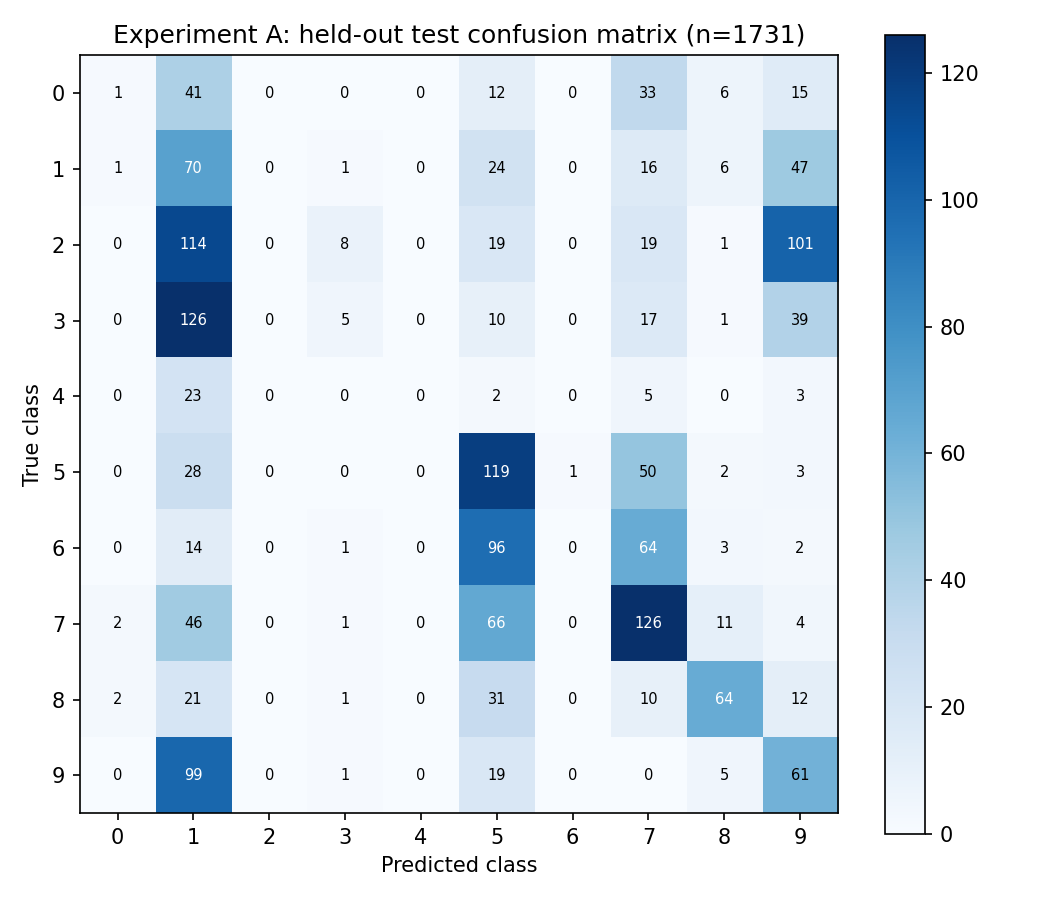 Experiment A: held-out test confusion matrix (n=1731)
0 1 41 0 0 0 12 0 33 6 15
1 1 70 0 1 0 24 0 16 6 47
2 0 114 0 8 0 19 0 19 1 101
3 0 126 0 5 0 10 0 17 1 39
4 0 23 0 0 0 2 0 5 0 3
5 0 28 0 0 0 119 1 50 2 3
6 0 14 0 1 0 96 0 64 3 2
7 2 46 0 1 0 66 0 126 11 4
8 2 21 0 1 0 31 0 10 64 12
9 0 99 0 1 0 19 0 0 5 61
0 1 2 3 4 5 6 7 8 9
Predicted class
True class
120
100
80
60
40
20
0